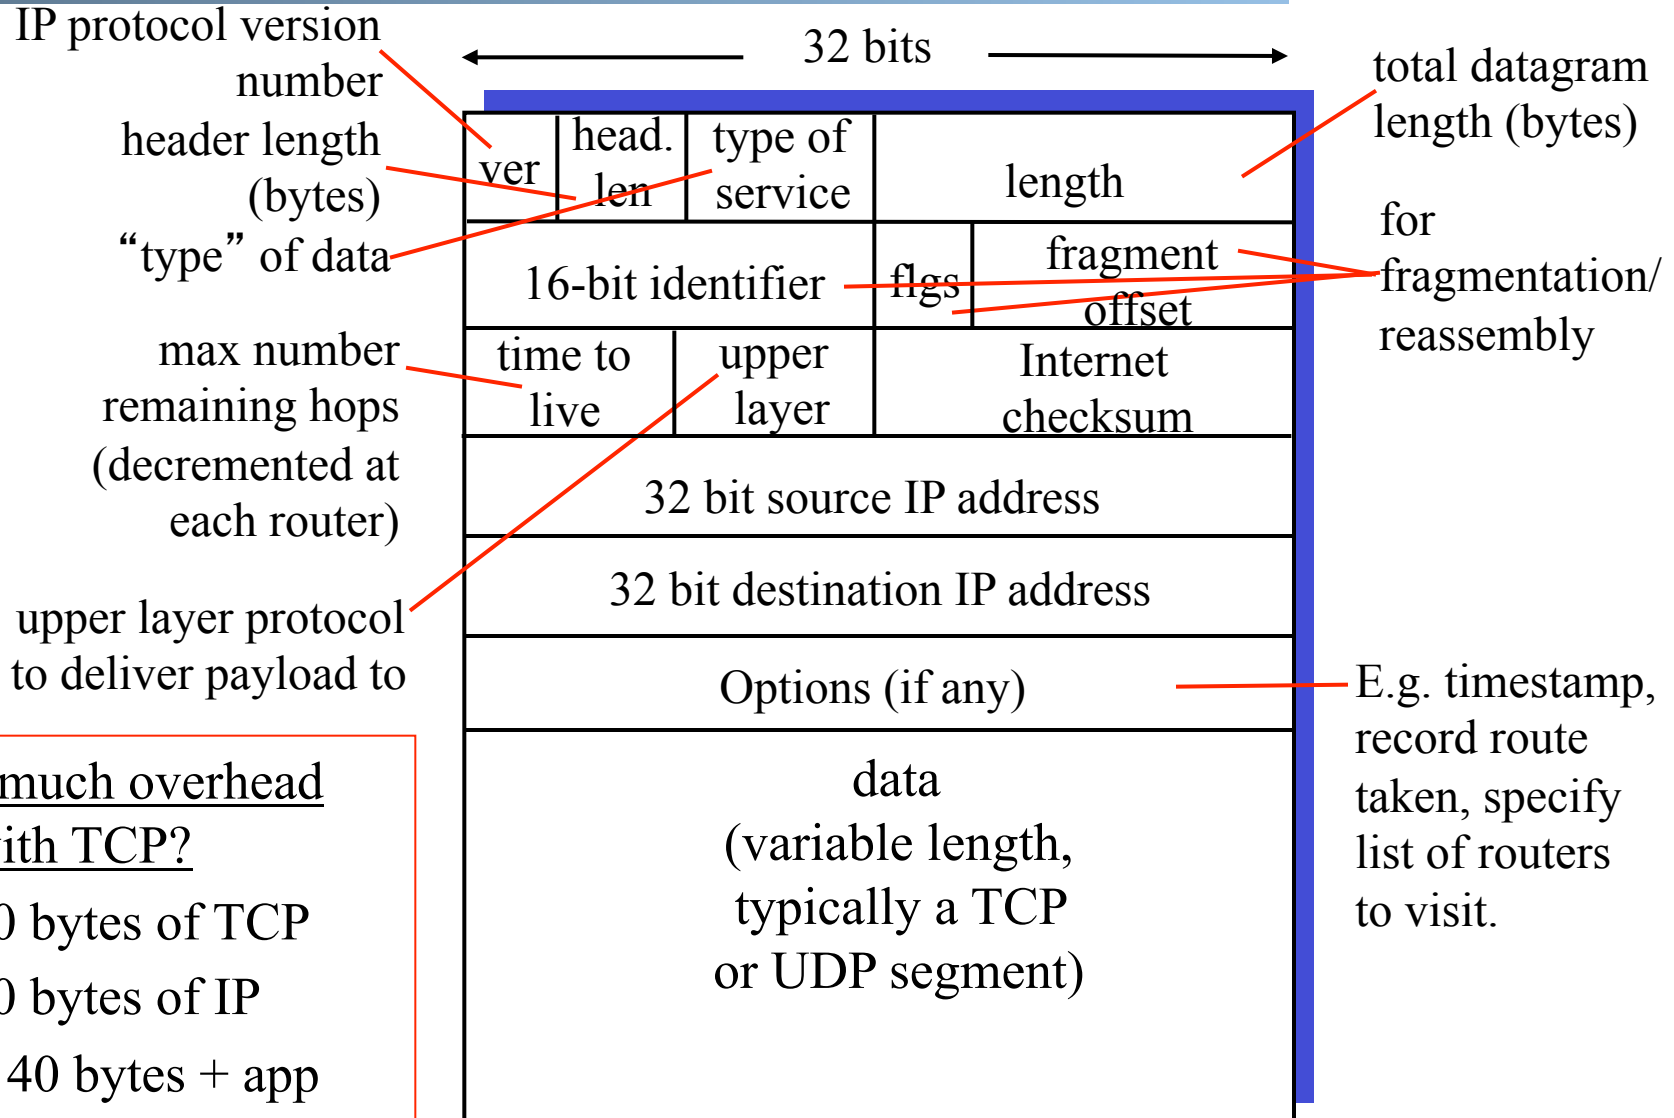 IP protocol version
number
header length
(bytes)
“type” of data
max number
remaining hops
(decremented at
each router)
upper layer protocol
to deliver payload to
much overhead
with TCP?
0 bytes of TCP
0 bytes of IP
40 bytes + app
32 bits
ver
head.
len
type of
service
length
16-bit identifier
flgs
fragment
offset
time to
live
upper
layer
Internet
checksum
32 bit source IP address
32 bit destination IP address
Options (if any)
data
(variable length,
typically a TCP
or UDP segment)
total datagram
length (bytes)
for
fragmentation/
reassembly
E.g. timestamp,
record route
taken, specify
list of routers
to visit.